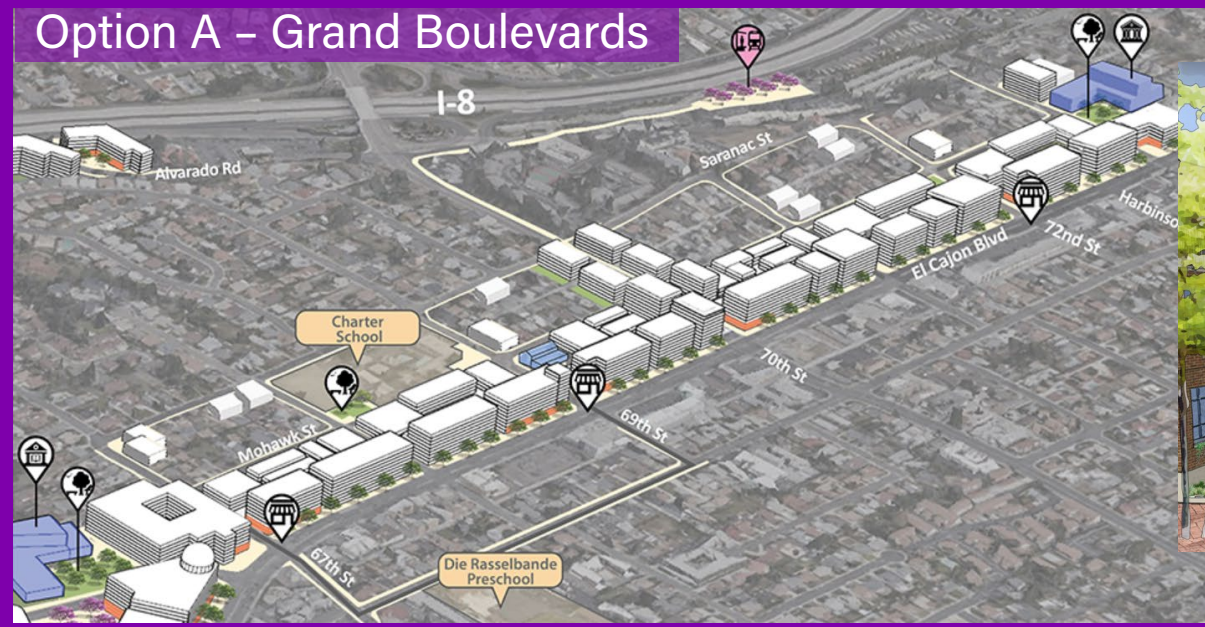 Option A – Grand Boulevards
I-8
Alvarado Rd
Saranac St
Harbinso
72nd St
El Cajon Blvd
Charter
School
70th St
69th St
Mohawk St
67th St
Die Rasselbande
Preschool